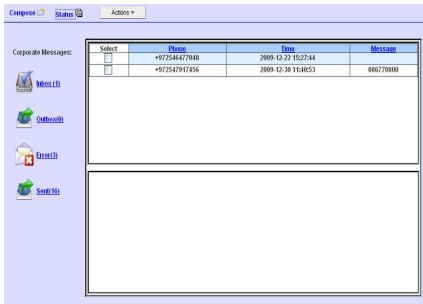 Compose Status Actions
Corporate Messages:
Inbox (1)
Outbox(0)
Error(3)
Sent(16)
Select Phone Time Message
+972546477048 2009-12-22 15:27:44
+972547917456 2009-12-30 11:40:53 086770800